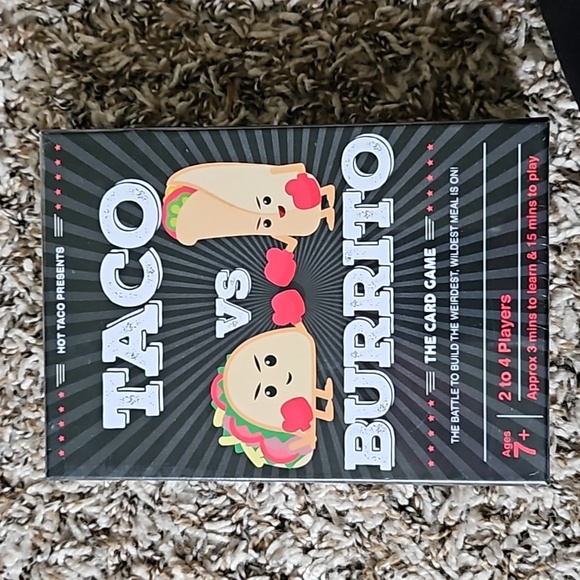 HOT TACO PRESENTS
TACO
VS
BURRITO
THE CARD GAME
THE BATTLE TO BUILD THE WEIRDEST, WILDEST MEAL IS ON!
Ages
7+
2 to 4 Players
Approx 3 mins to learn & 15 mins to play